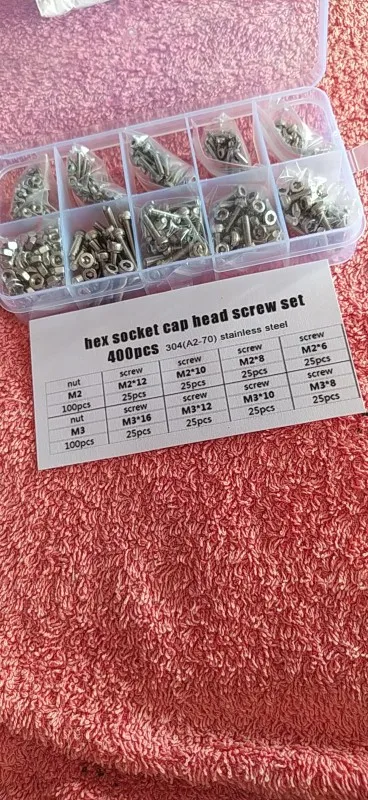 hex socket cap head screw set
400pcs 304(A2-70) stainless steel
nut screw screw screw screw
M2 M2*12 M2*10 M2*8 M2*6
100pcs 25pcs 25pcs 25pcs 25pcs
nut screw screw screw screw
M3 M3*16 M3*12 M3*10 M3*8
100pcs 25pcs 25pcs 25pcs 25pcs